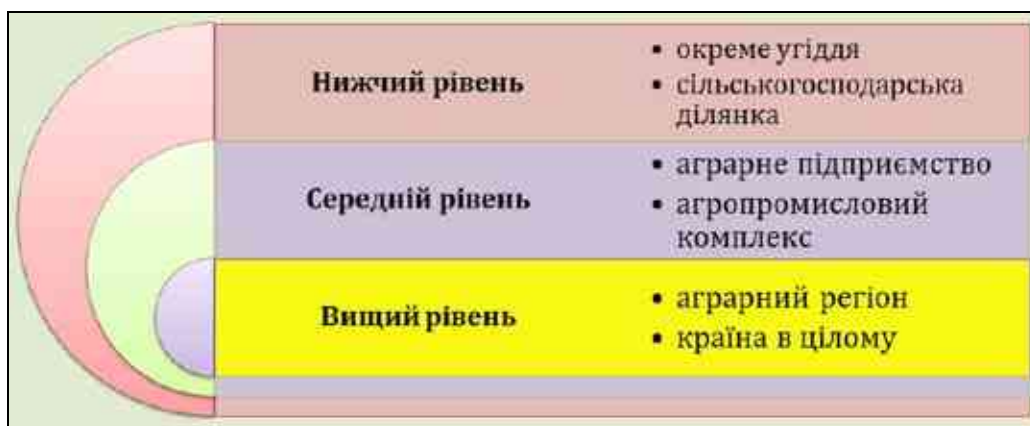 Нижчий рівень
• окреме угіддя
• сільськогосподарська
ділянка
Середній рівень
• аграрне підприємство
• агропромисловий
комплекс
Вищий рівень
• аграрний регіон
• країна в цілому